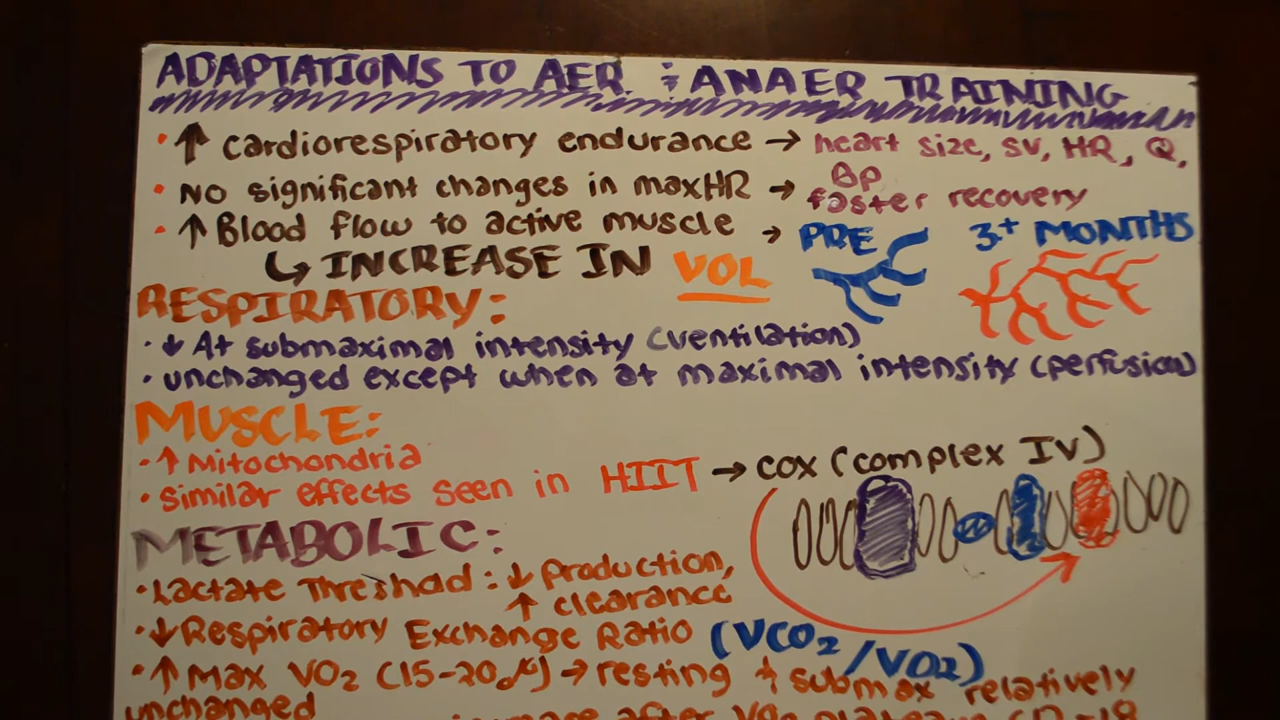 ADAPTATIONS TO AER & ANAER TRAINING
• ↑ cardiorespiratory endurance → heart size, SV, HR, Q,
BP
• NO significant changes in maxHR → faster recovery
• ↑ Blood flow to active muscle →
PRE
3+ MONTHS
↳ INCREASE IN VOL
RESPIRATORY:
• ↓ At submaximal intensity (ventilation)
• unchanged except when at maximal intensity (perfusion)
MUSCLE:
• ↑ Mitochondria
• similar effects seen in HIIT → cox (complex IV)
METABOLIC:
• Lactate Threshold: ↓ production,
↑ clearance
• ↓ Respiratory Exchange Ratio (VCO2/VO2)
• ↑ Max VO2 (15-20%) → resting & submax relatively
unchanged